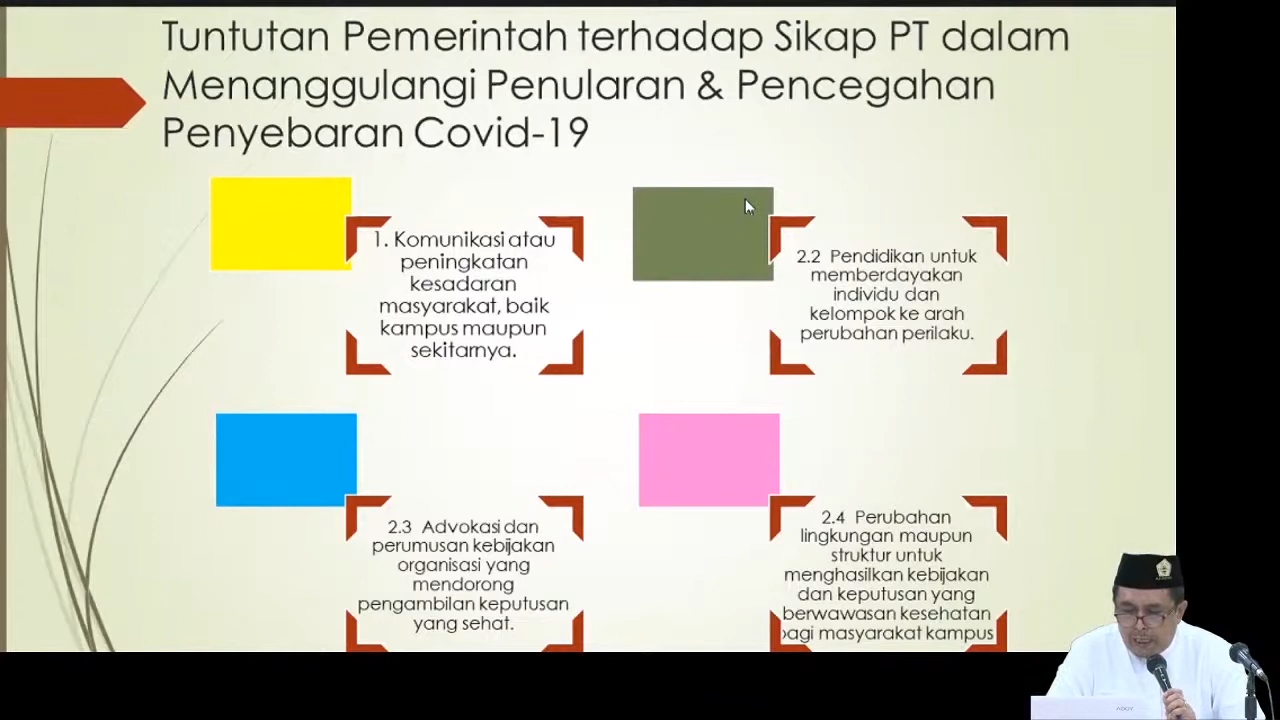 Tuntutan Pemerintah terhadap Sikap PT dalam
Menanggulangi Penularan & Pencegahan
Penyebaran Covid-19
1. Komunikasi atau
peningkatan
kesadaran
masyarakat, baik
kampus maupun
sekitarnya.
2.2 Pendidikan untuk
memberdayakan
individu dan
kelompok ke arah
perubahan perilaku.
2.3 Advokasi dan
perumusan kebijakan
organisasi yang
mendorong
pengambilan keputusan
yang sehat.
2.4 Perubahan
lingkungan maupun
struktur untuk
menghasilkan kebijakan
dan keputusan yang
berwawasan kesehatan
bagi masyarakat kampus